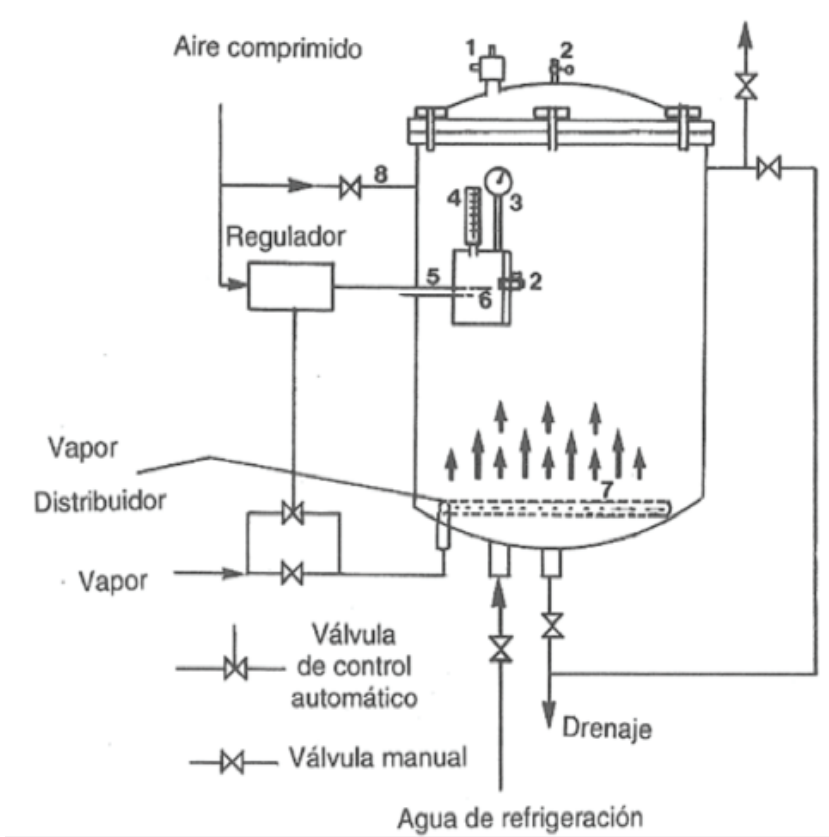 Aire comprimido
1
2
8
4
3
Regulador
5
6
2
Vapor
7
Distribuidor
Vapor
Válvula
de control
automático
Válvula manual
Drenaje
Agua de refrigeración